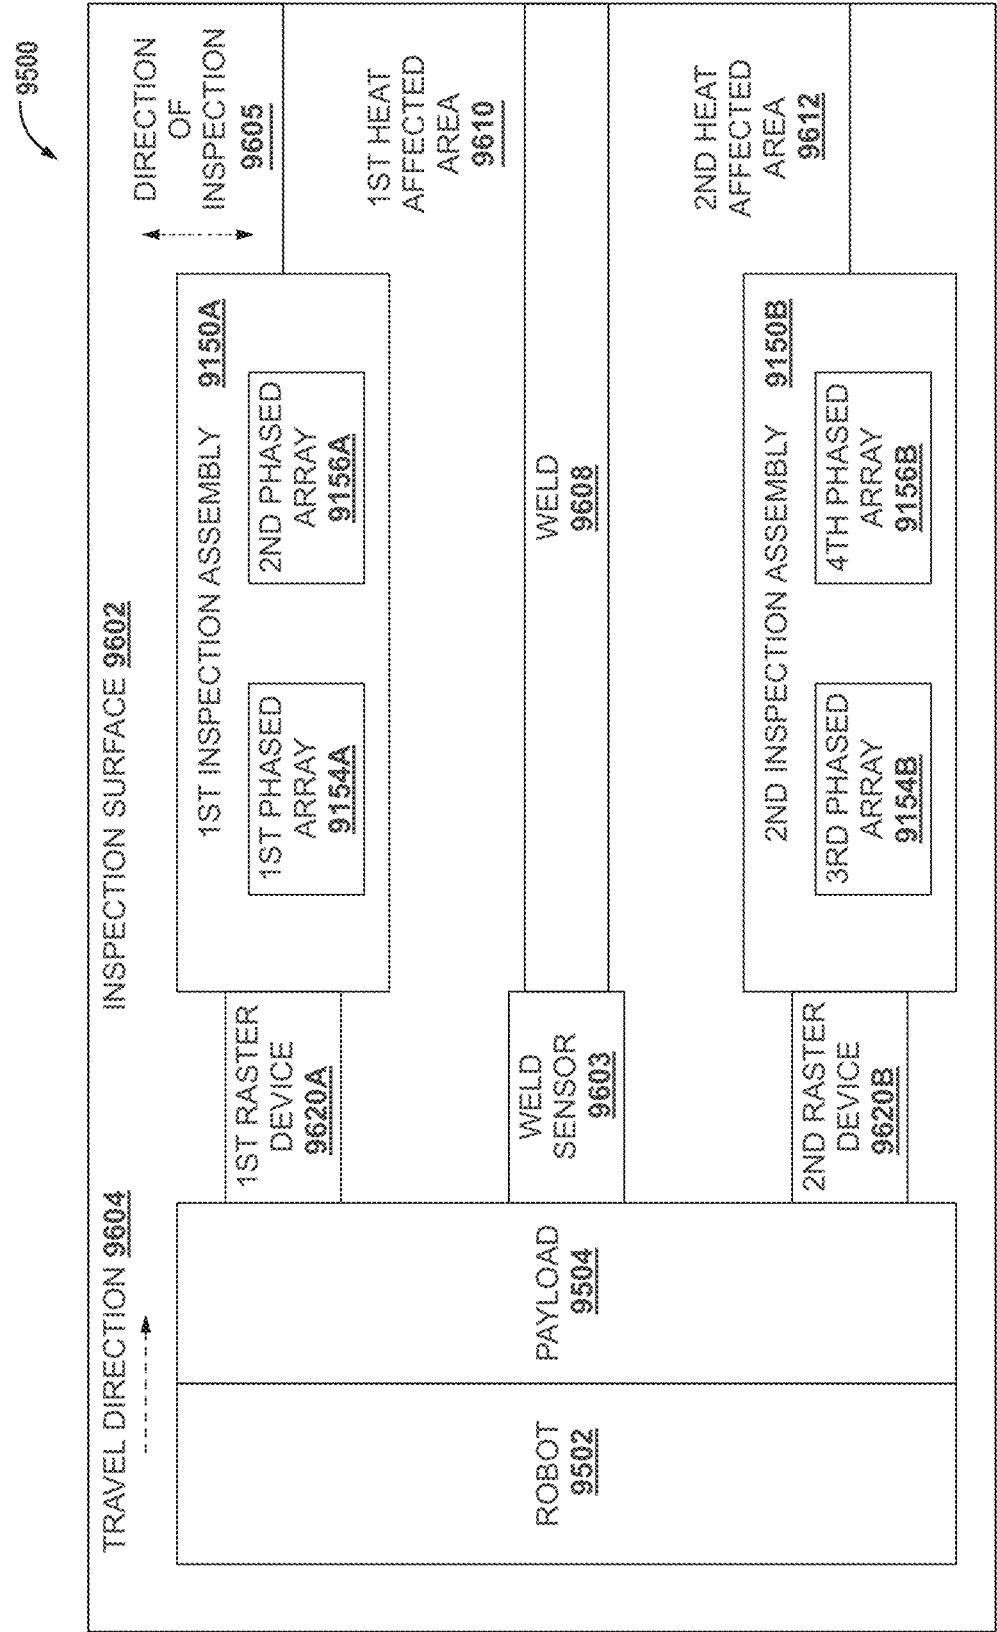 9500
TRAVEL DIRECTION 9604
INSPECTION SURFACE 9602
DIRECTION
OF
INSPECTION
9605
1ST INSPECTION ASSEMBLY 9150A
1ST PHASED
ARRAY
9154A
2ND PHASED
ARRAY
9156A
1ST RASTER
DEVICE
9620A
1ST HEAT
AFFECTED
AREA
9610
ROBOT
9502
PAYLOAD
9504
WELD
SENSOR
9603
WELD
9608
2ND HEAT
AFFECTED
AREA
9612
2ND INSPECTION ASSEMBLY 9150B
3RD PHASED
ARRAY
9154B
4TH PHASED
ARRAY
9156B
2ND RASTER
DEVICE
9620B